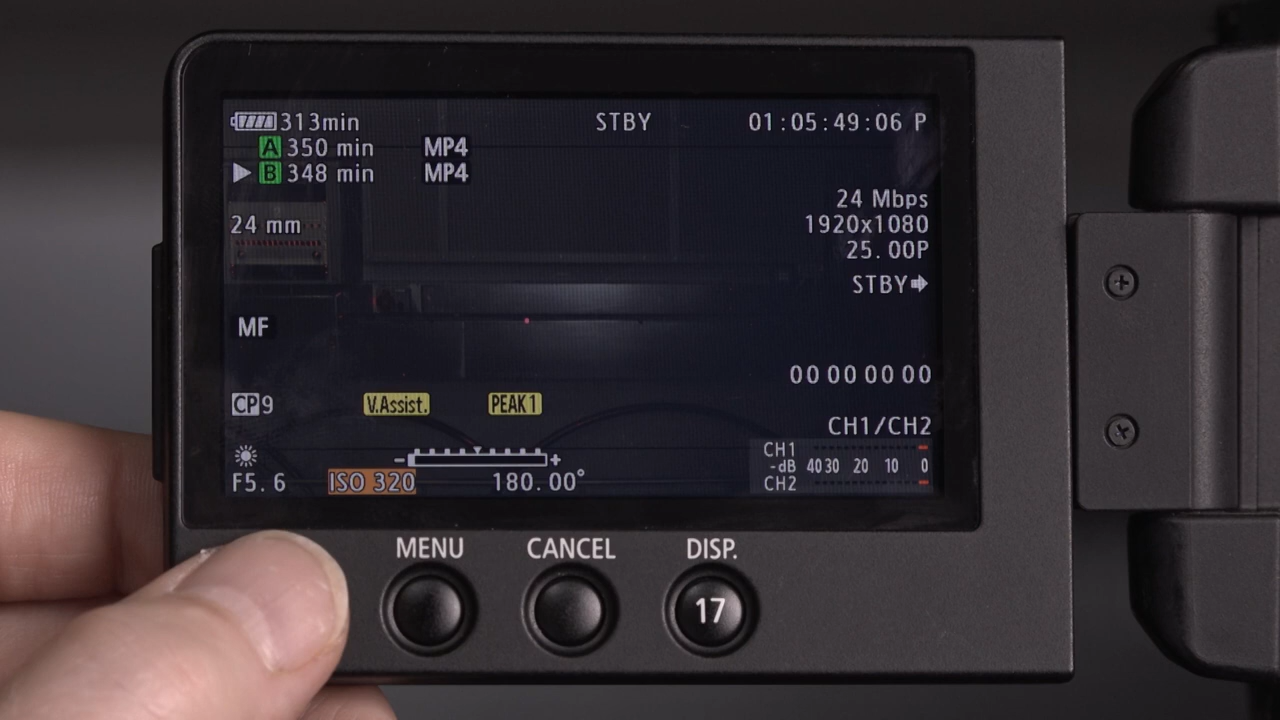 313min STBY 01:05:49:06 P
A 350 min MP4
B 348 min MP4
24 Mbps
24 mm 1920x1080
25.00P
STBY
MF
00 00 00 00
CP 9 V.Assist. PEAK 1
CH1/CH2
CH1
- +
-dB 40 30 20 10 0
F5.6 ISO 320 180.00°
CH2
MENU CANCEL DISP.
17